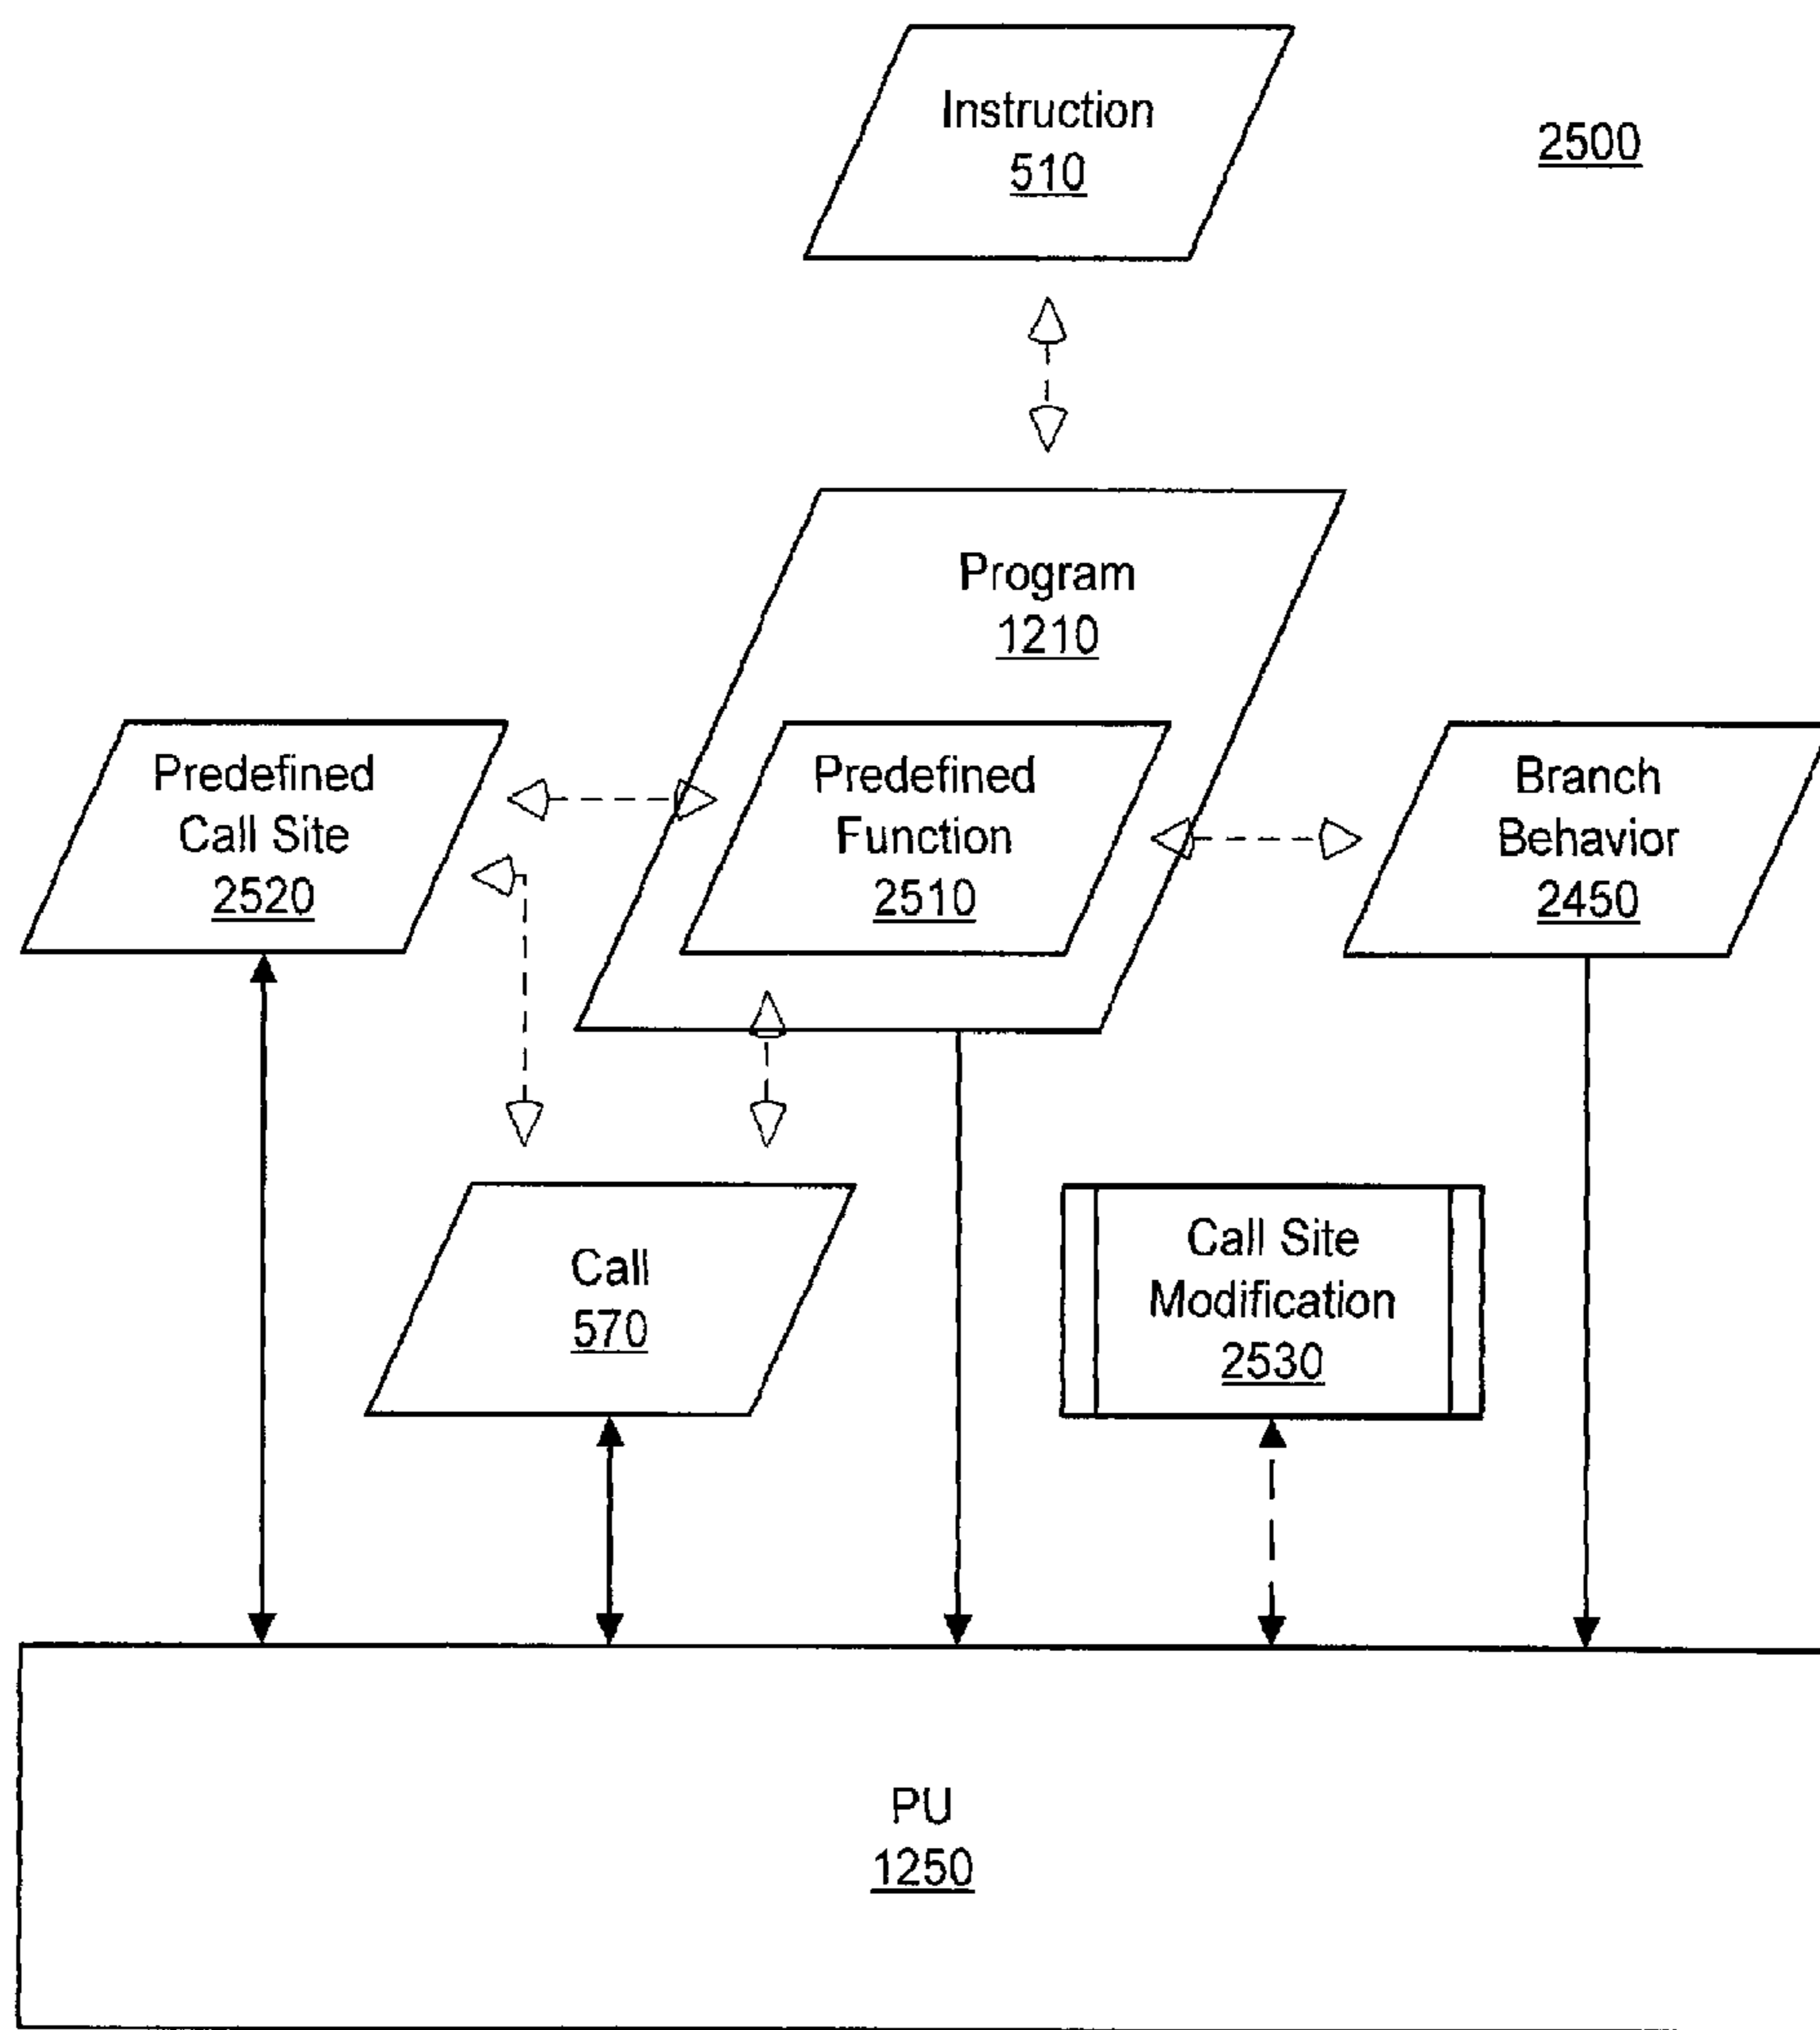 Instruction
510
2500
Program
1210
Predefined
Call Site
2520
Predefined
Function
2510
Branch
Behavior
2450
Call
570
Call Site
Modification
2530
PU
1250